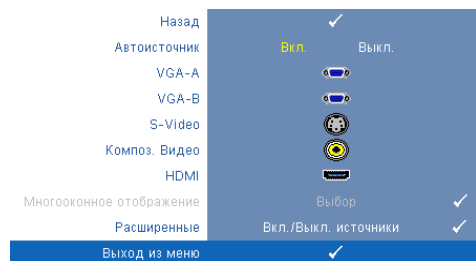 Назад
Автоисточник Вкл. Выкл.
VGA-A
VGA-B
S-Video
Композ. Видео
HDMI
Многооконное отображение Выбор
Расширенные Вкл./Выкл. источники
Выход из меню